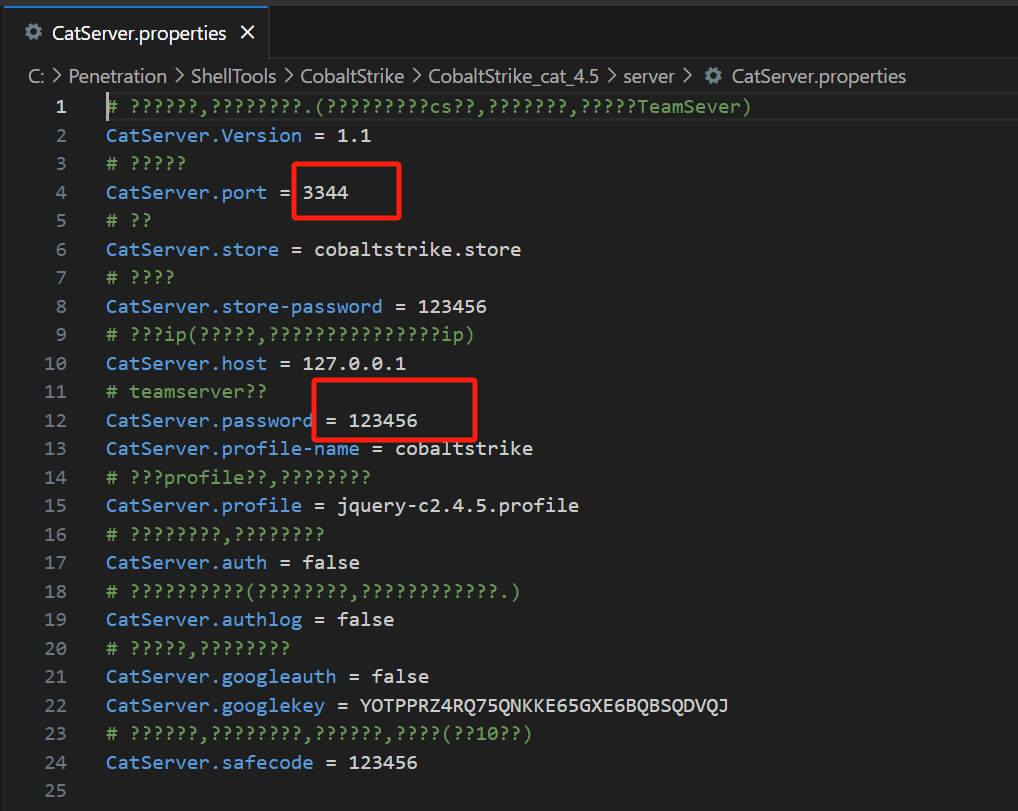 CatServer.properties
C: > Penetration > ShellTools > CobaltStrike > CobaltStrike_cat_4.5 > server > CatServer.properties
1 # ??????,????????.(?????????cs??,???????,?????TeamSever)
2 CatServer.Version = 1.1
3 # ?????
4 CatServer.port = 3344
5 # ??
6 CatServer.store = cobaltstrike.store
7 # ????
8 CatServer.store-password = 123456
9 # ???ip(?????,???????????????ip)
10 CatServer.host = 127.0.0.1
11 # teamserver??
12 CatServer.password = 123456
13 CatServer.profile-name = cobaltstrike
14 # ???profile??,????????
15 CatServer.profile = jquery-c2.4.5.profile
16 # ????????,????????
17 CatServer.auth = false
18 # ??????????(????????,????????????.)
19 CatServer.authlog = false
20 # ?????,????????
21 CatServer.googleauth = false
22 CatServer.googlekey = YOTPPRZ4RQ75QNKKE65GXE6BQBSQDVQJ
23 # ??????,????????,??????,????(??10??)
24 CatServer.safecode = 123456
25